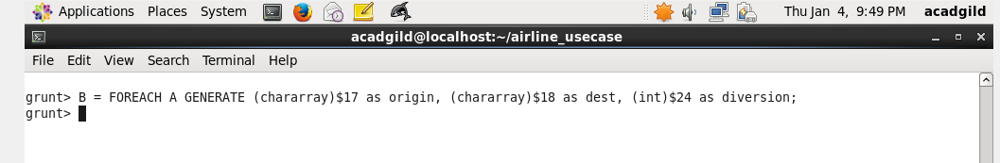 Applications Places System Thu Jan 4, 9:49 PM acadgild
acadgild@localhost:~/airline_usecase
File Edit View Search Terminal Help
grunt> B = FOREACH A GENERATE (chararray)$17 as origin, (chararray)$18 as dest, (int)$24 as diversion;
grunt>